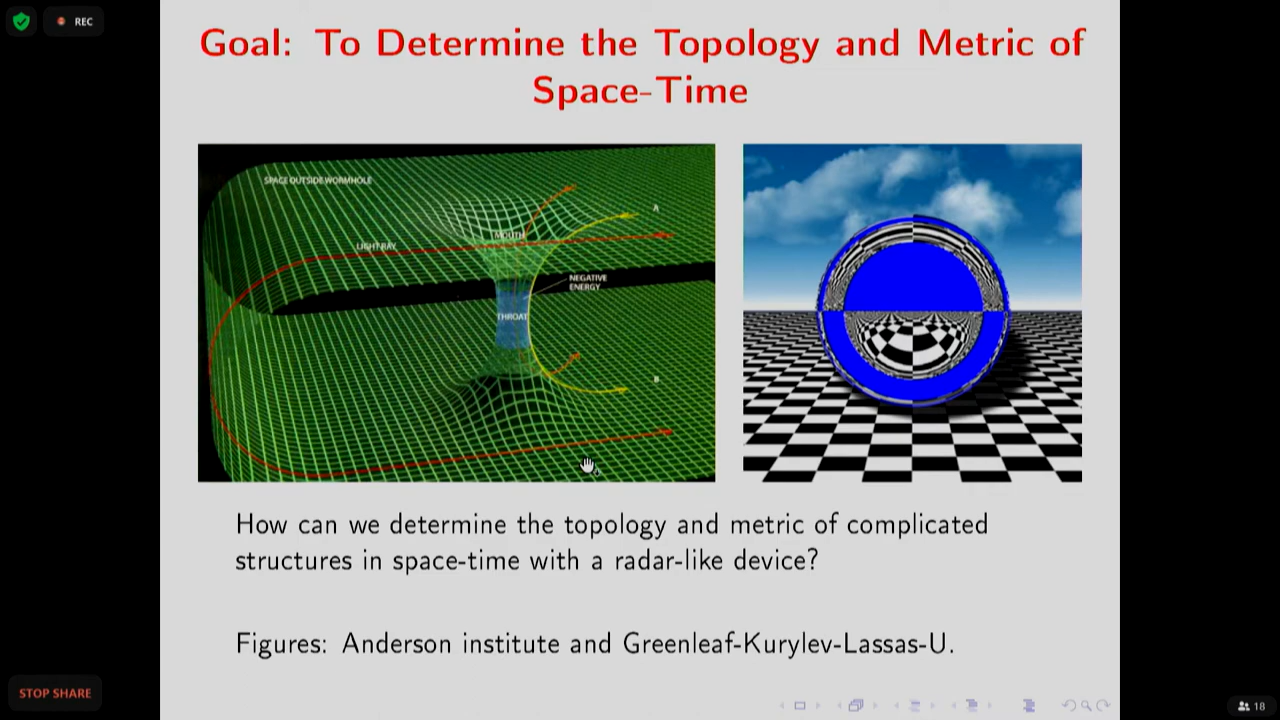 REC
Goal: To Determine the Topology and Metric of
Space-Time
SPACE OUTSIDE WORMHOLE
A
MOUTH
LIGHT RAY
NEGATIVE
ENERGY
THROAT
B
How can we determine the topology and metric of complicated
structures in space-time with a radar-like device?
Figures: Anderson institute and Greenleaf-Kurylev-Lassas-U.
STOP SHARE
18